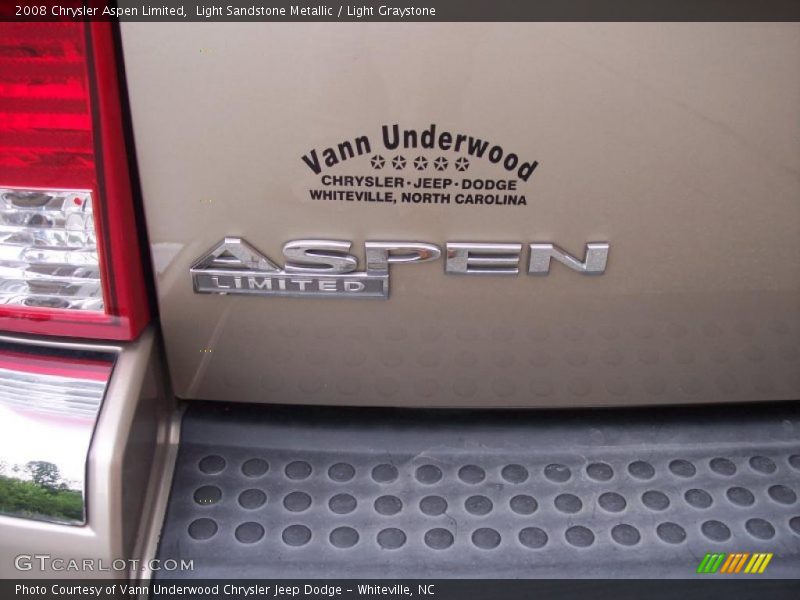 2008 Chrysler Aspen Limited,  Light Sandstone Metallic / Light Graystone
Vann Underwood
CHRYSLER·JEEP·DODGE
WHITEVILLE, NORTH CAROLINA
ASPEN
LIMITED
GTCARLOT.COM
Photo Courtesy of Vann Underwood Chrysler Jeep Dodge – Whiteville, NC